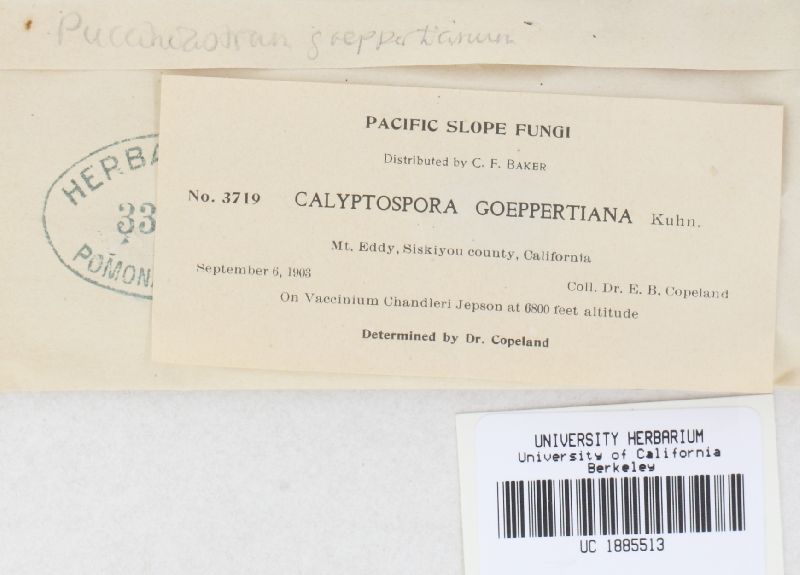 Pucciniastrum goeppertianum
HERBA
33
POMON
PACIFIC SLOPE FUNGI
Distributed by C. F. BAKER
No. 3719 CALYPTOSPORA GOEPPERTIANA Kuhn.
Mt. Eddy, Siskiyou county, California
September 6, 1903
Coll. Dr. E. B. Copeland
On Vaccinium Chandleri Jepson at 6800 feet altitude
Determined by Dr. Copeland
UNIVERSITY HERBARIUM
University of California
Berkeley
UC 1885513